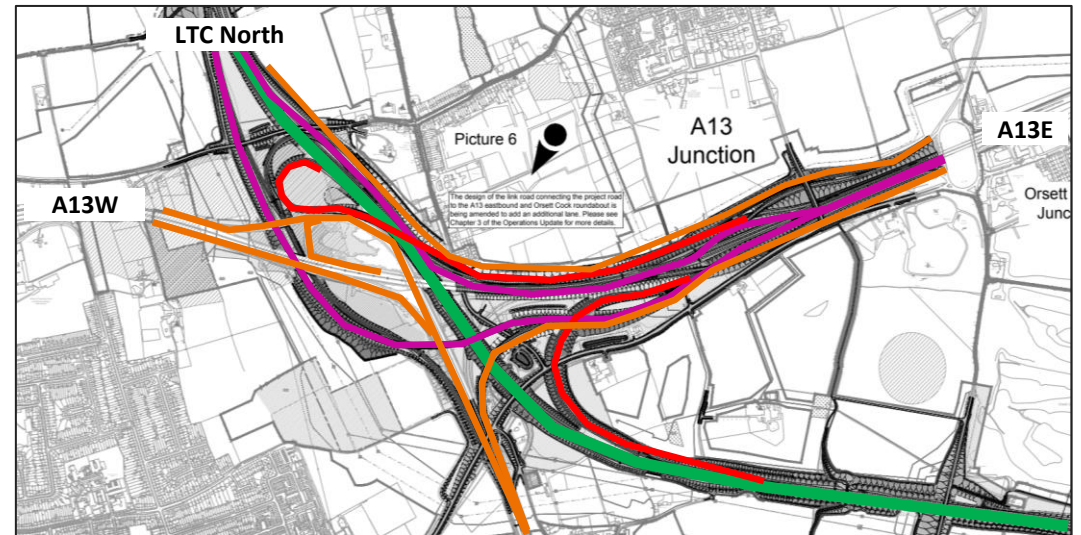 LTC North
Picture 6
A13
Junction
A13E
A13W
The design of the link road connecting the project road
to the A13 eastbound and Orsett Cock roundabout is
being amended to add an additional lane. Please see
Chapter 3 of the Operations Update for more details.
Orsett
Junc